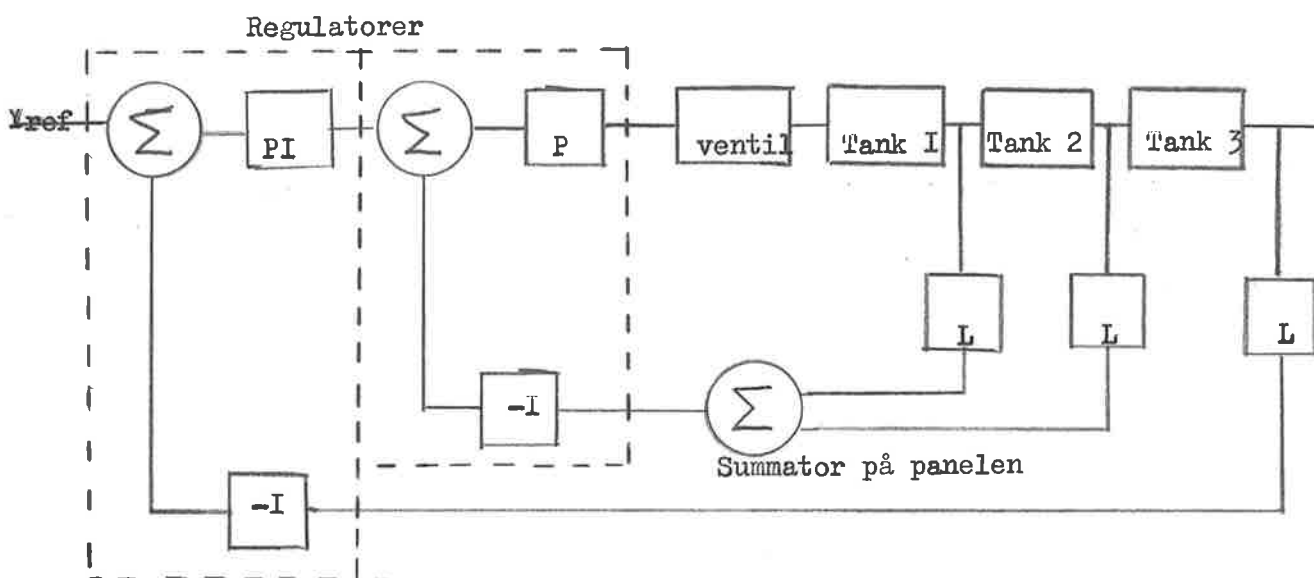 Regulatorer
Yref
Σ
PI
Σ
P
ventil
Tank I
Tank 2
Tank 3
L
L
L
-I
Σ
Summator på panelen
-I